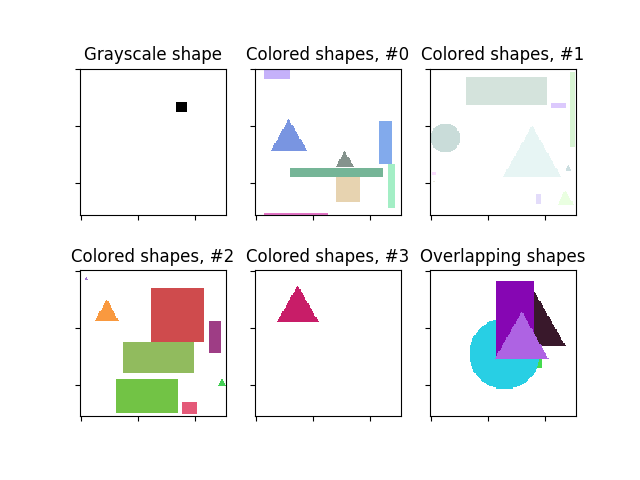 Grayscale shape
Colored shapes, #0
Colored shapes, #1
Colored shapes, #2
Colored shapes, #3
Overlapping shapes